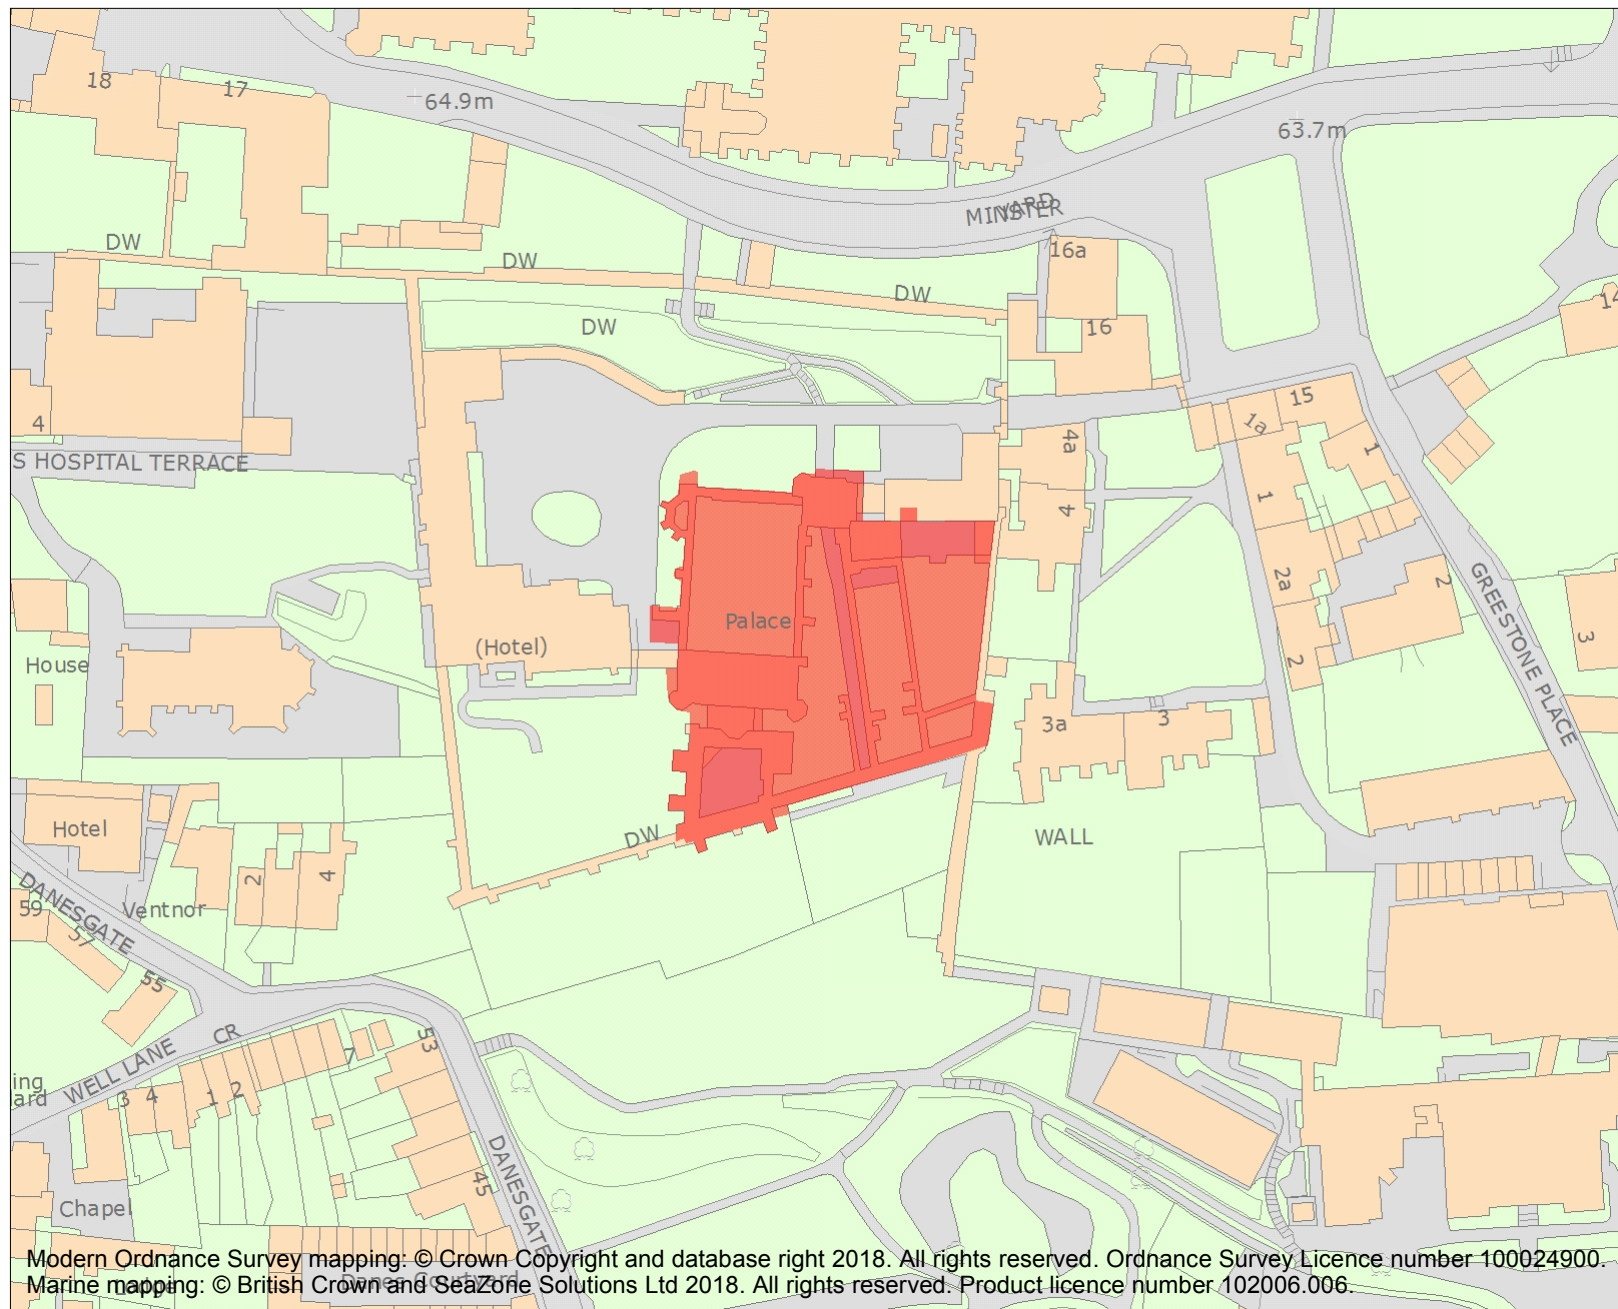 18
17
64.9m
63.7m
MINSTER
YARD
DW
DW
DW
DW
16a
16
14
4
S HOSPITAL TERRACE
15
1a
1
4a
4
1
2a
2
2
GREESTONE PLACE
3
Palace
(Hotel)
House
3a
3
Hotel
DW
WALL
2
4
DANESGATE
59
57
Ventnor
55
WELL LANE
CR
7
53
ing
ard
3
4
1
2
45
DANESGATE
Chapel
Danes Courtyard
Modern Ordnance Survey mapping: © Crown Copyright and database right 2018. All rights reserved. Ordnance Survey Licence number 100024900.
Marine mapping: © British Crown and SeaZone Solutions Ltd 2018. All rights reserved. Product licence number 102006.006.